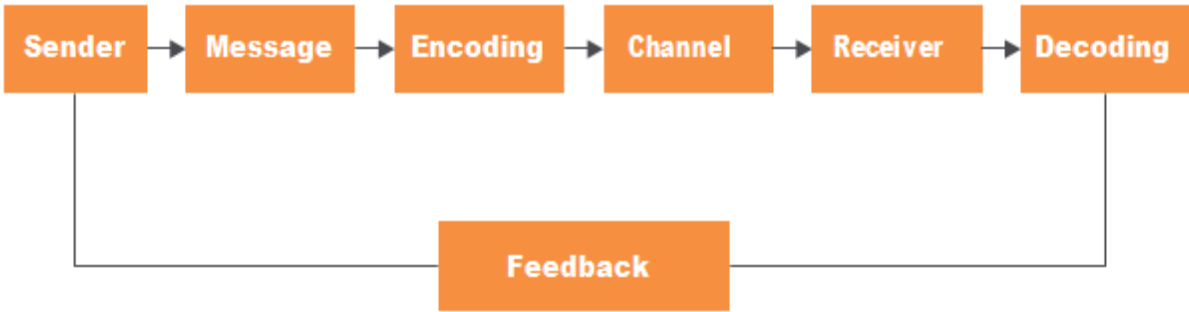 Sender
Message
Encoding
Channel
Receiver
Decoding
Feedback